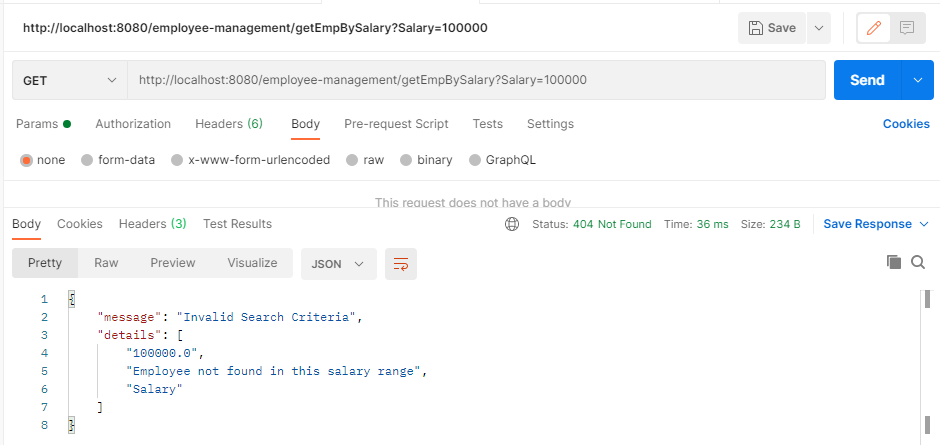 http://localhost:8080/employee-management/getEmpBySalary?Salary=100000 Save
GET http://localhost:8080/employee-management/getEmpBySalary?Salary=100000 Send
Params Authorization Headers (6) Body Pre-request Script Tests Settings Cookies
none form-data x-www-form-urlencoded raw binary GraphQL
This request does not have a body
Body Cookies Headers (3) Test Results Status: 404 Not Found Time: 36 ms Size: 234 B Save Response
Pretty Raw Preview Visualize JSON
1 {
2 "message": "Invalid Search Criteria",
3 "details": [
4 "100000.0",
5 "Employee not found in this salary range",
6 "Salary"
7 ]
8 }